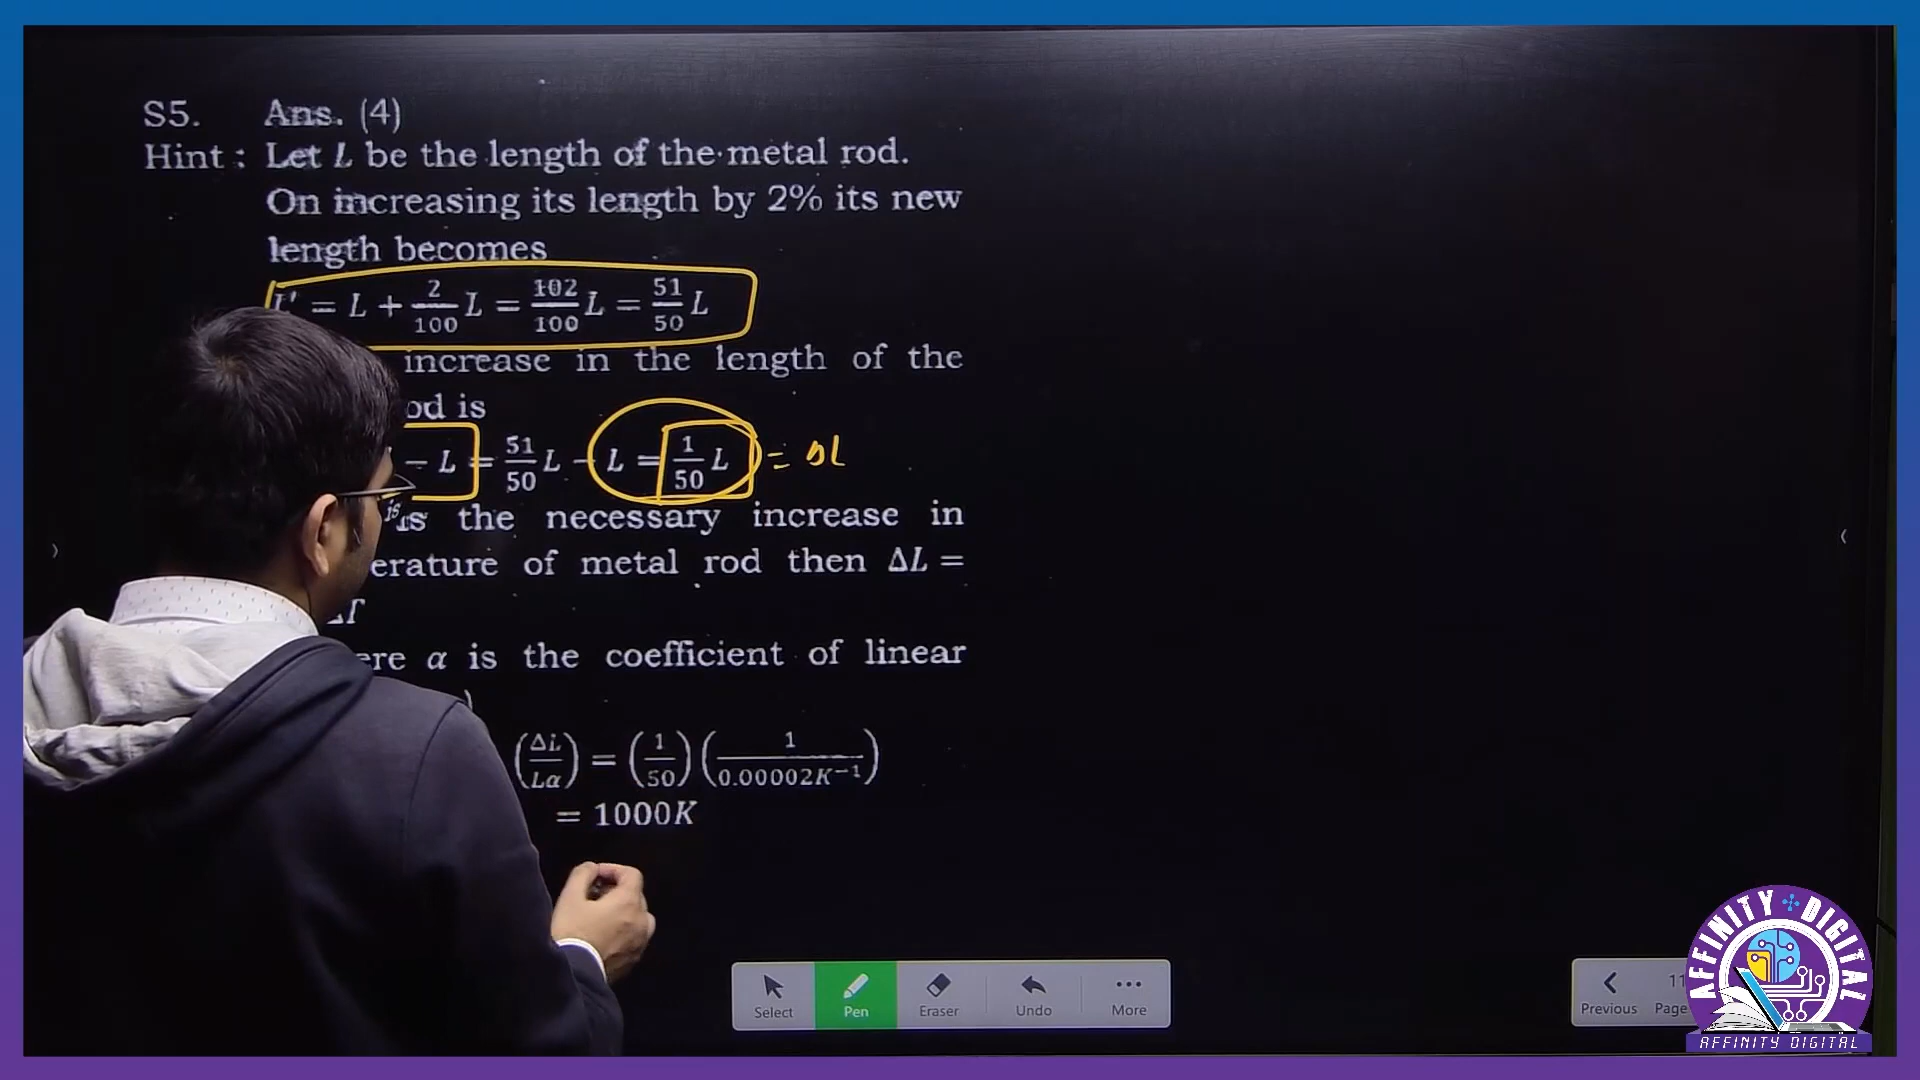 S5. Ans. (4)
Hint : Let L be the length of the metal rod.
On increasing its length by 2% its new
length becomes
L' = L + 2/100 L = 102/100 L = 51/50 L
increase in the length of the
od is
– L = 51/50 L – L = 1/50 L = ΔL
is the necessary increase in
erature of metal rod then ΔL =
ere α is the coefficient of linear
(ΔL/Lα) = (1/50) (1/0.00002K⁻¹)
= 1000K
Select Pen Eraser Undo More
Previous 11 Page
AFFINITY DIGITAL
AFFINITY DIGITAL